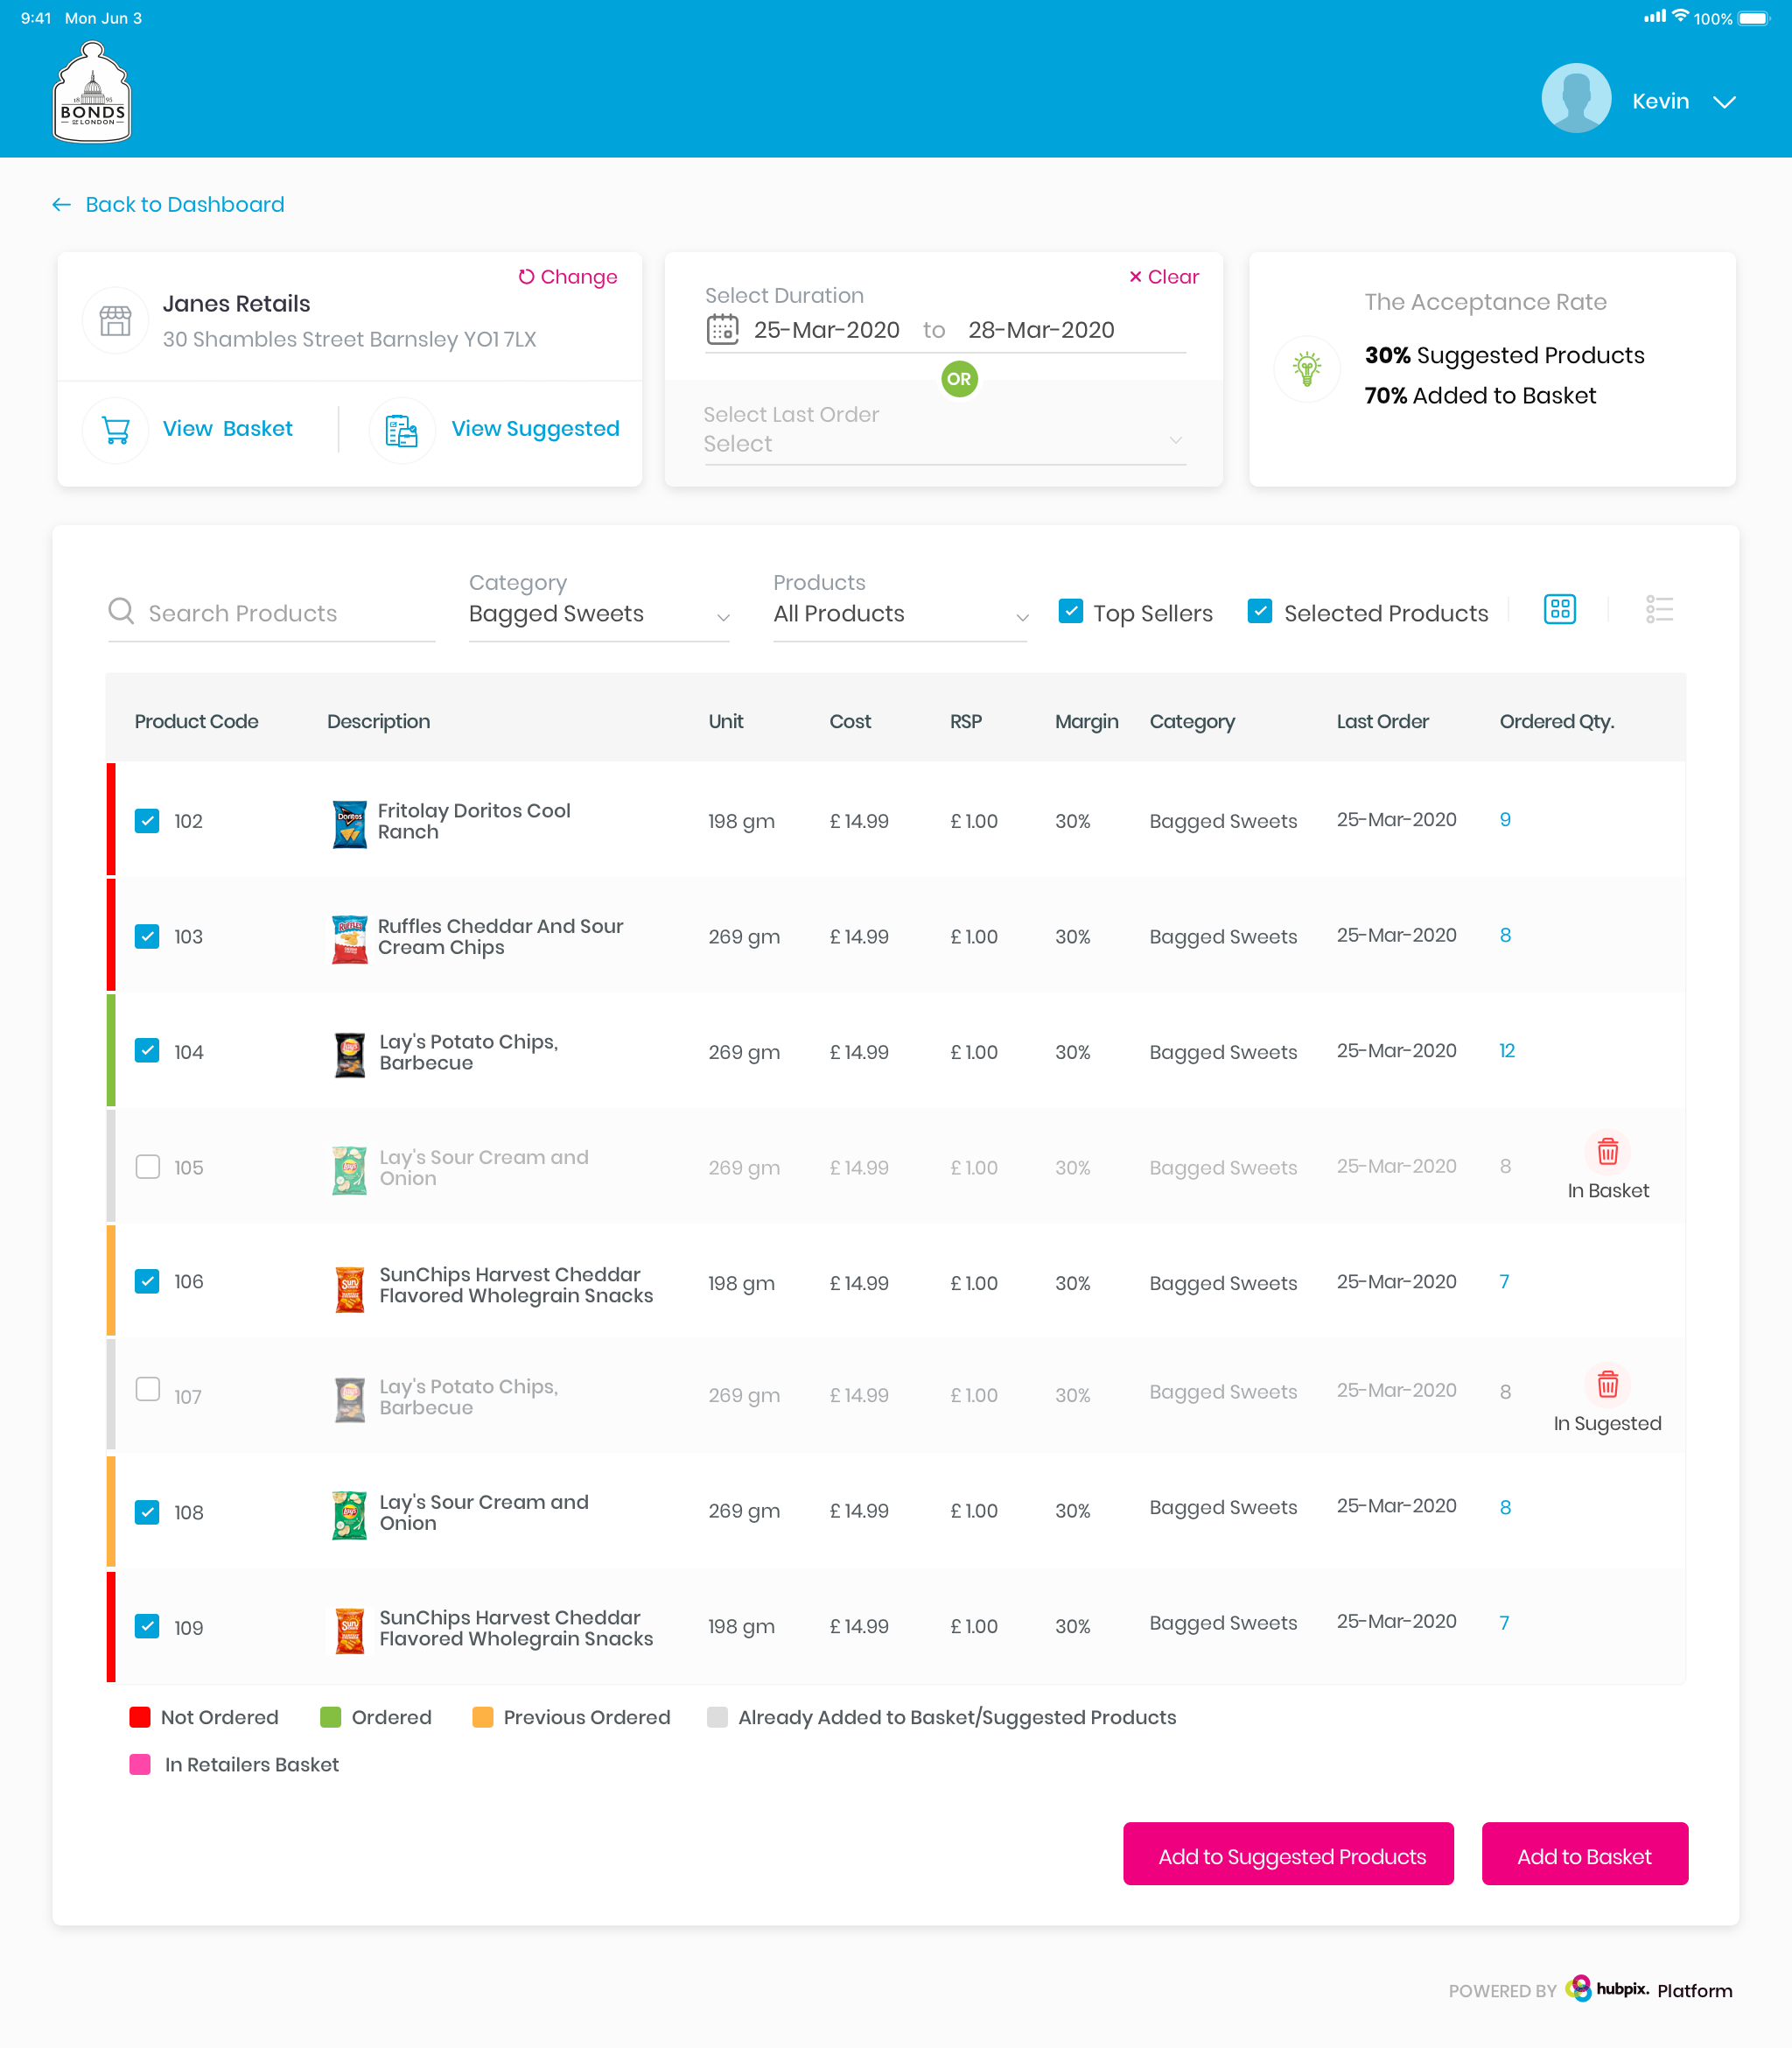 9:41 Mon Jun 3
100%
18 95
BONDS
OF LONDON
Kevin
Back to Dashboard
Change
Janes Retails
30 Shambles Street Barnsley YO1 7LX
View Basket
View Suggested
Clear
Select Duration
25-Mar-2020 to 28-Mar-2020
OR
Select Last Order
Select
The Acceptance Rate
30% Suggested Products
70% Added to Basket
Search Products
Category
Bagged Sweets
Products
All Products
Top Sellers
Selected Products
Product Code Description Unit Cost RSP Margin Category Last Order Ordered Qty.
102 Fritolay Doritos Cool
Ranch
198 gm £ 14.99 £ 1.00 30% Bagged Sweets 25-Mar-2020 9
103 Ruffles Cheddar And Sour
Cream Chips
269 gm £ 14.99 £ 1.00 30% Bagged Sweets 25-Mar-2020 8
104 Lay's Potato Chips,
Barbecue
269 gm £ 14.99 £ 1.00 30% Bagged Sweets 25-Mar-2020 12
105 Lay's Sour Cream and
Onion
269 gm £ 14.99 £ 1.00 30% Bagged Sweets 25-Mar-2020 8
In Basket
106 SunChips Harvest Cheddar
Flavored Wholegrain Snacks
198 gm £ 14.99 £ 1.00 30% Bagged Sweets 25-Mar-2020 7
107 Lay's Potato Chips,
Barbecue
269 gm £ 14.99 £ 1.00 30% Bagged Sweets 25-Mar-2020 8
In Sugested
108 Lay's Sour Cream and
Onion
269 gm £ 14.99 £ 1.00 30% Bagged Sweets 25-Mar-2020 8
109 SunChips Harvest Cheddar
Flavored Wholegrain Snacks
198 gm £ 14.99 £ 1.00 30% Bagged Sweets 25-Mar-2020 7
Not Ordered Ordered Previous Ordered Already Added to Basket/Suggested Products
In Retailers Basket
Add to Suggested Products
Add to Basket
POWERED BY hubpix. Platform